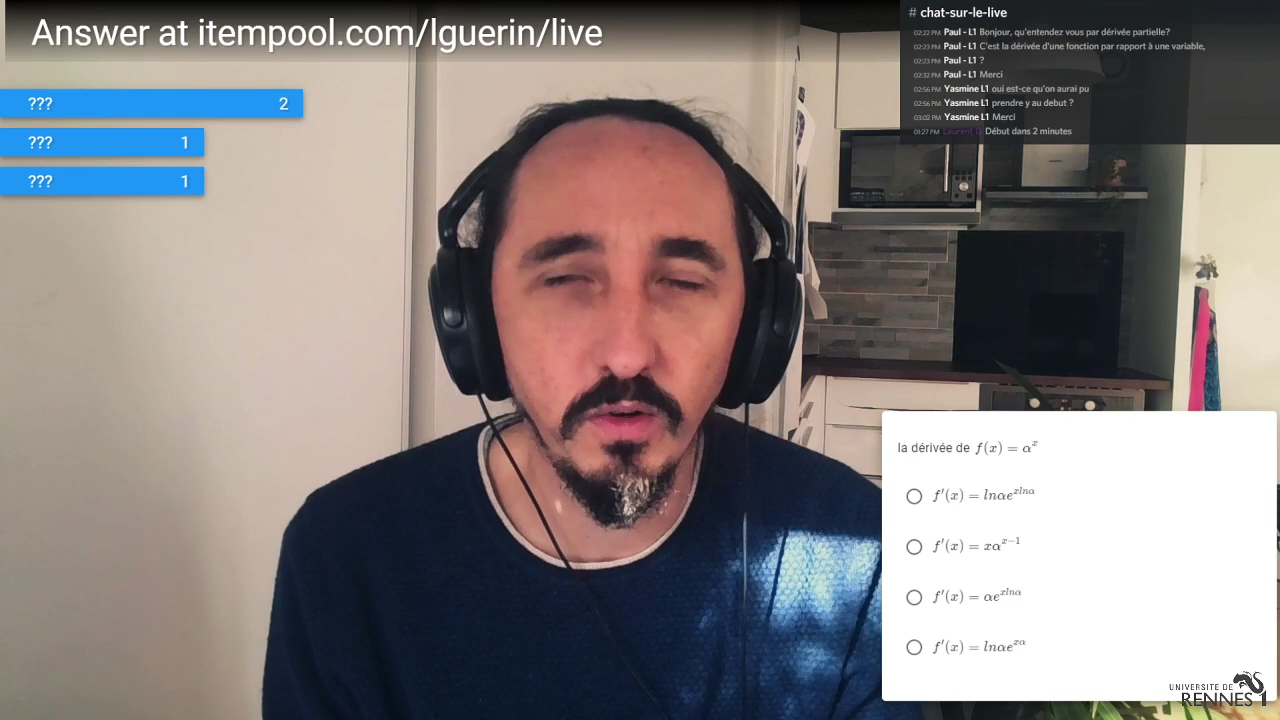 Answer at itempool.com/lguerin/live
??? 2
??? 1
??? 1
# chat-sur-le-live
02:22 PM Paul - L1 Bonjour, qu'entendez vous par dérivée partielle?
02:23 PM Paul - L1 C'est la dérivée d'une fonction par rapport à une variable,
02:23 PM Paul - L1 ?
02:32 PM Paul - L1 Merci
02:56 PM Yasmine L1 oui est-ce qu'on aurai pu
02:56 PM Yasmine L1 prendre y au debut ?
03:02 PM Yasmine L1 Merci
01:27 PM Laurent G Début dans 2 minutes
la dérivée de f(x) = α^x
f′(x) = lnαe^{xlnα}
f′(x) = xα^{x−1}
f′(x) = αe^{xlnα}
f′(x) = lnαe^{xα}
UNIVERSITE DE
RENNES 1